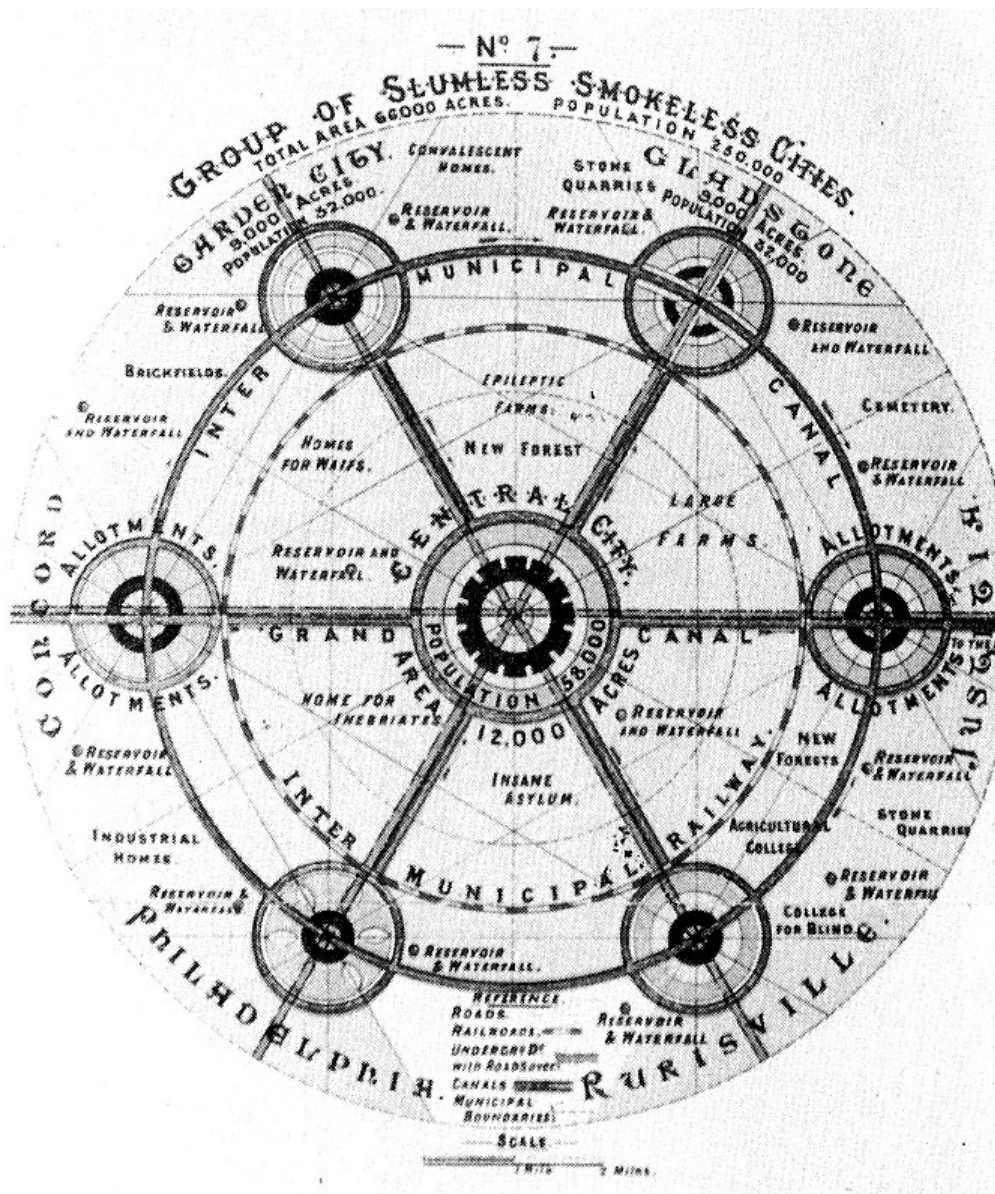 — Nº 7. —
GROUP OF SLUMLESS SMOKELESS CITIES.
TOTAL AREA 66000 ACRES. POPULATION 250,000
GARDEN CITY.
9,000 ACRES.
POPULATION 32,000.
CONVALESCENT
HOMES.
STONE
QUARRIES
GLADSTONE
9,000 ACRES.
POPULATION 32,000
RESERVOIR
& WATERFALL.
RESERVOIR &
WATERFALL.
INTER MUNICIPAL CANAL
RESERVOIR
& WATERFALL
RESERVOIR
AND WATERFALL
BRICKFIELDS.
EPILEPTIC
FARMS.
CEMETERY.
RESERVOIR
AND WATERFALL
HOMES
FOR WAIFS.
NEW FOREST
RESERVOIR
& WATERFALL
LARGE
FARMS.
CENTRAL CITY.
CONCORD
ALLOTMENTS.
RESERVOIR AND
WATERFALL.
ALLOTMENTS.
GRAND CANAL
POPULATION 58,000
AREA 12,000 ACRES
TO THE
ALLOTMENTS.
ALLOTMENTS
HOME FOR
INEBRIATES
RESERVOIR
AND WATERFALL
RESERVOIR
& WATERFALL
NEW
FORESTS
RESERVOIR
& WATERFALL
INSANE
ASYLUM.
INTER MUNICIPAL RAILWAY.
INDUSTRIAL
HOMES.
AGRICULTURAL
COLLEGE
STONE
QUARRIES
RESERVOIR &
WATERFALL
RESERVOIR
& WATERFALL
COLLEGE
FOR BLIND
RESERVOIR
& WATERFALL.
PHILADELPHIA.
RURISVILLE.
REFERENCE.
ROADS.
RAILROADS.
UNDERGRD.
WITH ROADS OVER
CANALS
MUNICIPAL
BOUNDARIES.
RESERVOIR
& WATERFALL
SCALE
1 MILE 2 MILES.